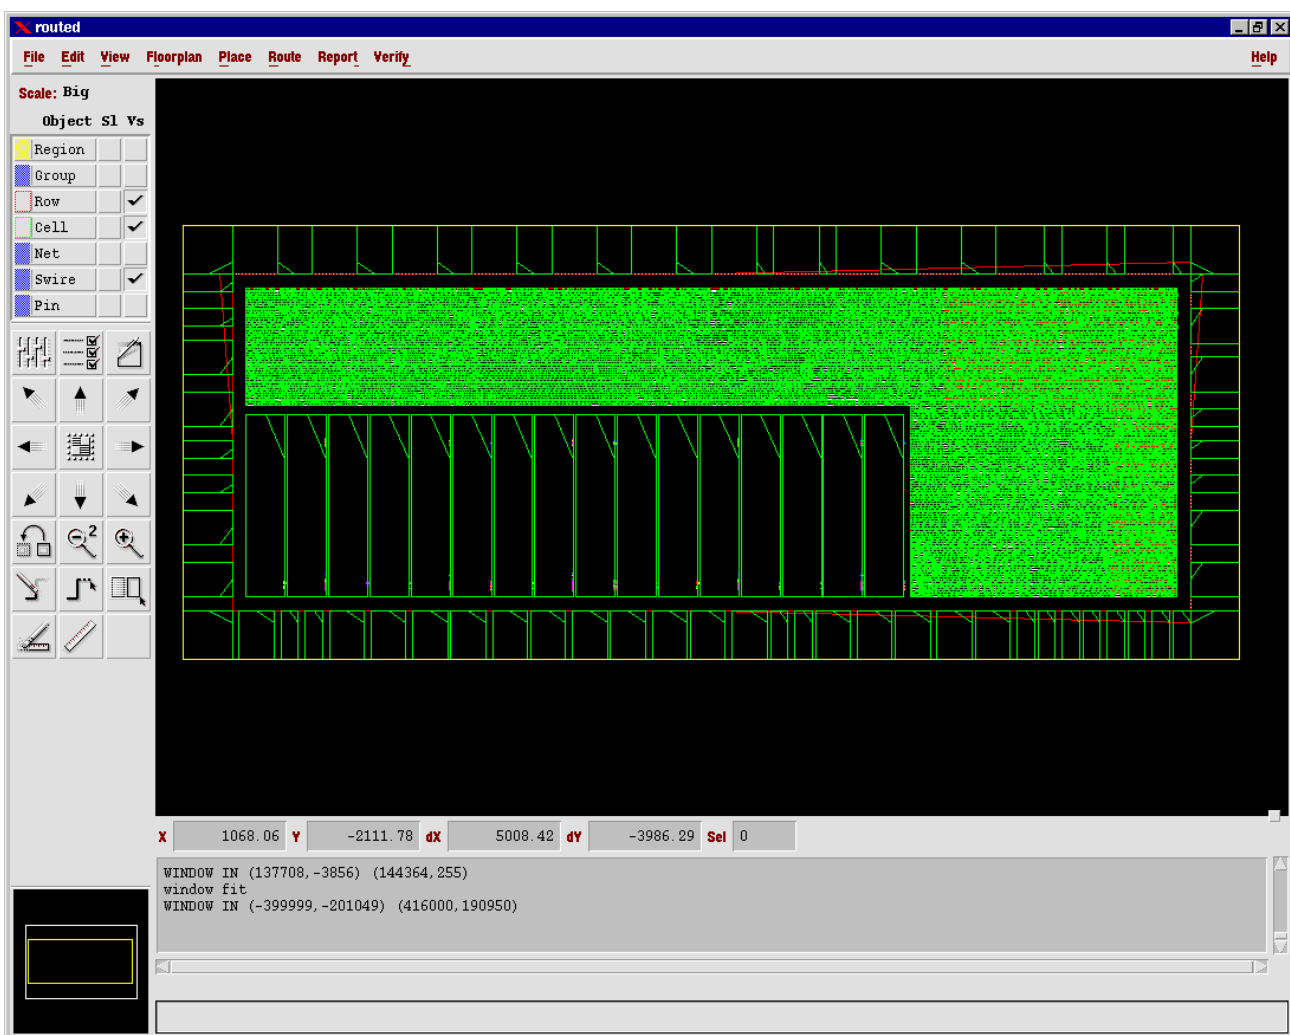 routed
File Edit View Floorplan Place Route Report Verify Help
Scale: Big
Object Sl Vs
Region
Group
Row
Cell
Net
Swire
Pin
2
X 1068.06 Y -2111.78 dX 5008.42 dY -3986.29 Sel 0
WINDOW IN (137708,-3856) (144364,255)
window fit
WINDOW IN (-399999,-201049) (416000,190950)